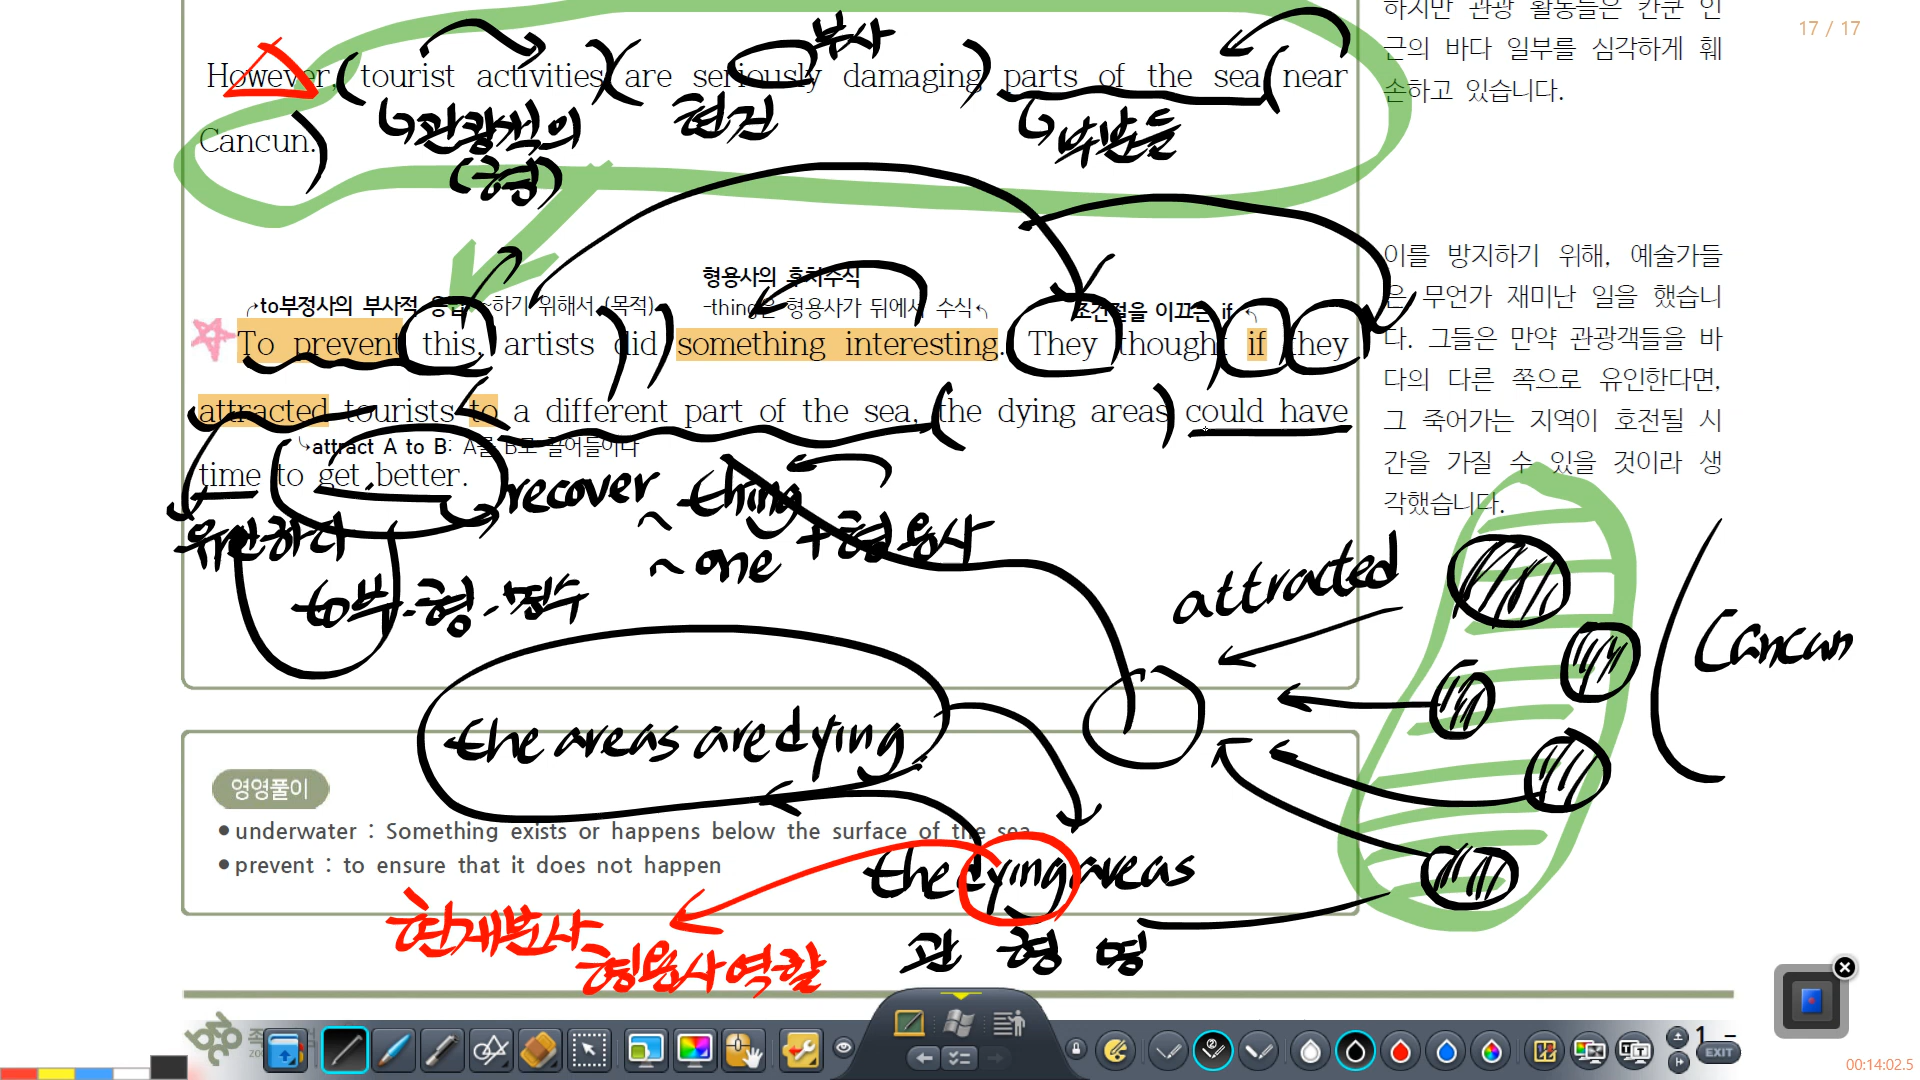 하지만 관광 활동들은 칸쿤 인
근의 바다 일부를 심각하게 훼
손하고 있습니다.
17 / 17
부사
However, tourist activities are seriously damaging parts of the sea near
관광객의
(형)
현진
부분들
Cancun.
이를 방지하기 위해, 예술가들
은 무언가 재미난 일을 했습니
다. 그들은 만약 관광객들을 바
다의 다른 쪽으로 유인한다면,
그 죽어가는 지역이 호전될 시
간을 가질 수 있을 것이라 생
각했습니다.
형용사의 후치수식
to부정사의 부사적 용법 ~하기 위해서 (목적)
-thing은 형용사가 뒤에서 수식
조건절을 이끄는 if
To prevent this, artists did something interesting. They thought if they
attracted tourists to a different part of the sea, the dying areas could have
attract A to B: A를 B로 끌어들이다
time to get better.
recover
~thing
~one
+형용사
유인하다
to부-형-명수
attracted
Cancun
the areas are dying
영영풀이
underwater : Something exists or happens below the surface of the sea
prevent : to ensure that it does not happen
the dying areas
관 형 명
현재분사
형용사역할
1
EXIT
00:14:02.5